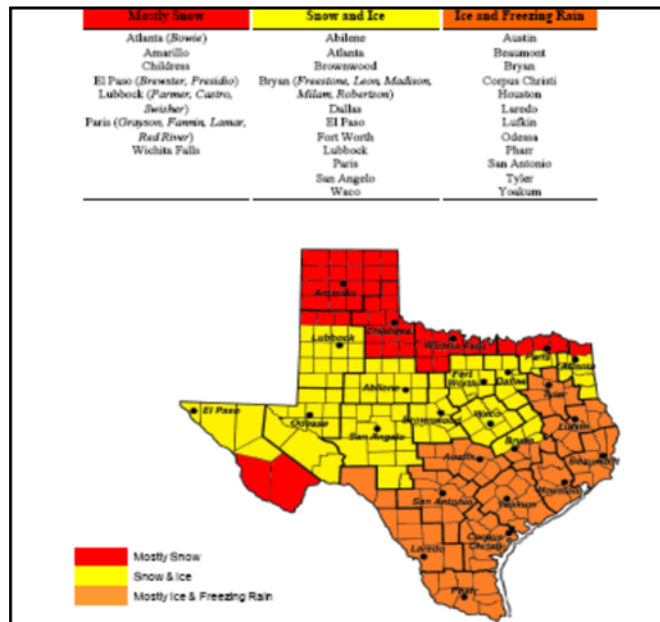 Mostly Snow
Snow and Ice
Ice and Freezing Rain
Atlanta (Bowie)
Amarillo
Childress
El Paso (Brewster, Presidio)
Lubbock (Parmer, Castro,
Swisher)
Paris (Grayson, Fannin, Lamar,
Red River)
Wichita Falls
Abilene
Atlanta
Brownwood
Bryan (Freestone, Leon, Madison,
Milam, Robertson)
Dallas
El Paso
Fort Worth
Lubbock
Paris
San Angelo
Waco
Austin
Beaumont
Bryan
Corpus Christi
Houston
Laredo
Lufkin
Odessa
Pharr
San Antonio
Tyler
Yoakum
Amarillo
Childress
Lubbock
Wichita Falls
Paris
Atlanta
Fort
Worth
Dallas
Abilene
Tyler
El Paso
Odessa
San Angelo
Brownwood
Waco
Lufkin
Bryan
Austin
Beaumont
San Antonio
Yoakum
Houston
Corpus
Christi
Laredo
Pharr
Mostly Snow
Snow & Ice
Mostly Ice & Freezing Rain